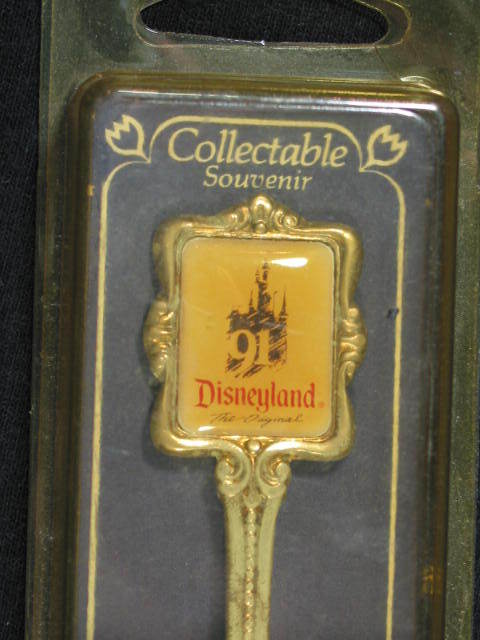 Collectable
Souvenir
91
Disneyland®
The Original